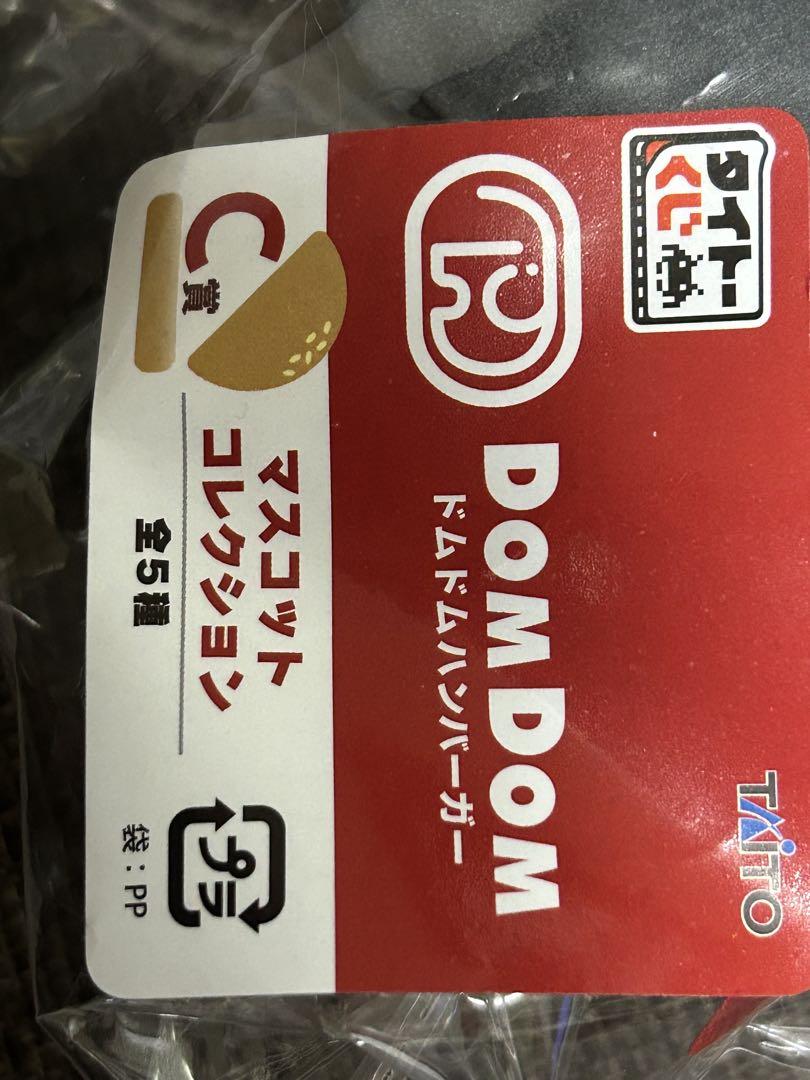 タイトー
くじ
TAITO
DOM DOM
ドムドムハンバーガー
C賞
マスコット
コレクション
全5種
プラ
袋：PP